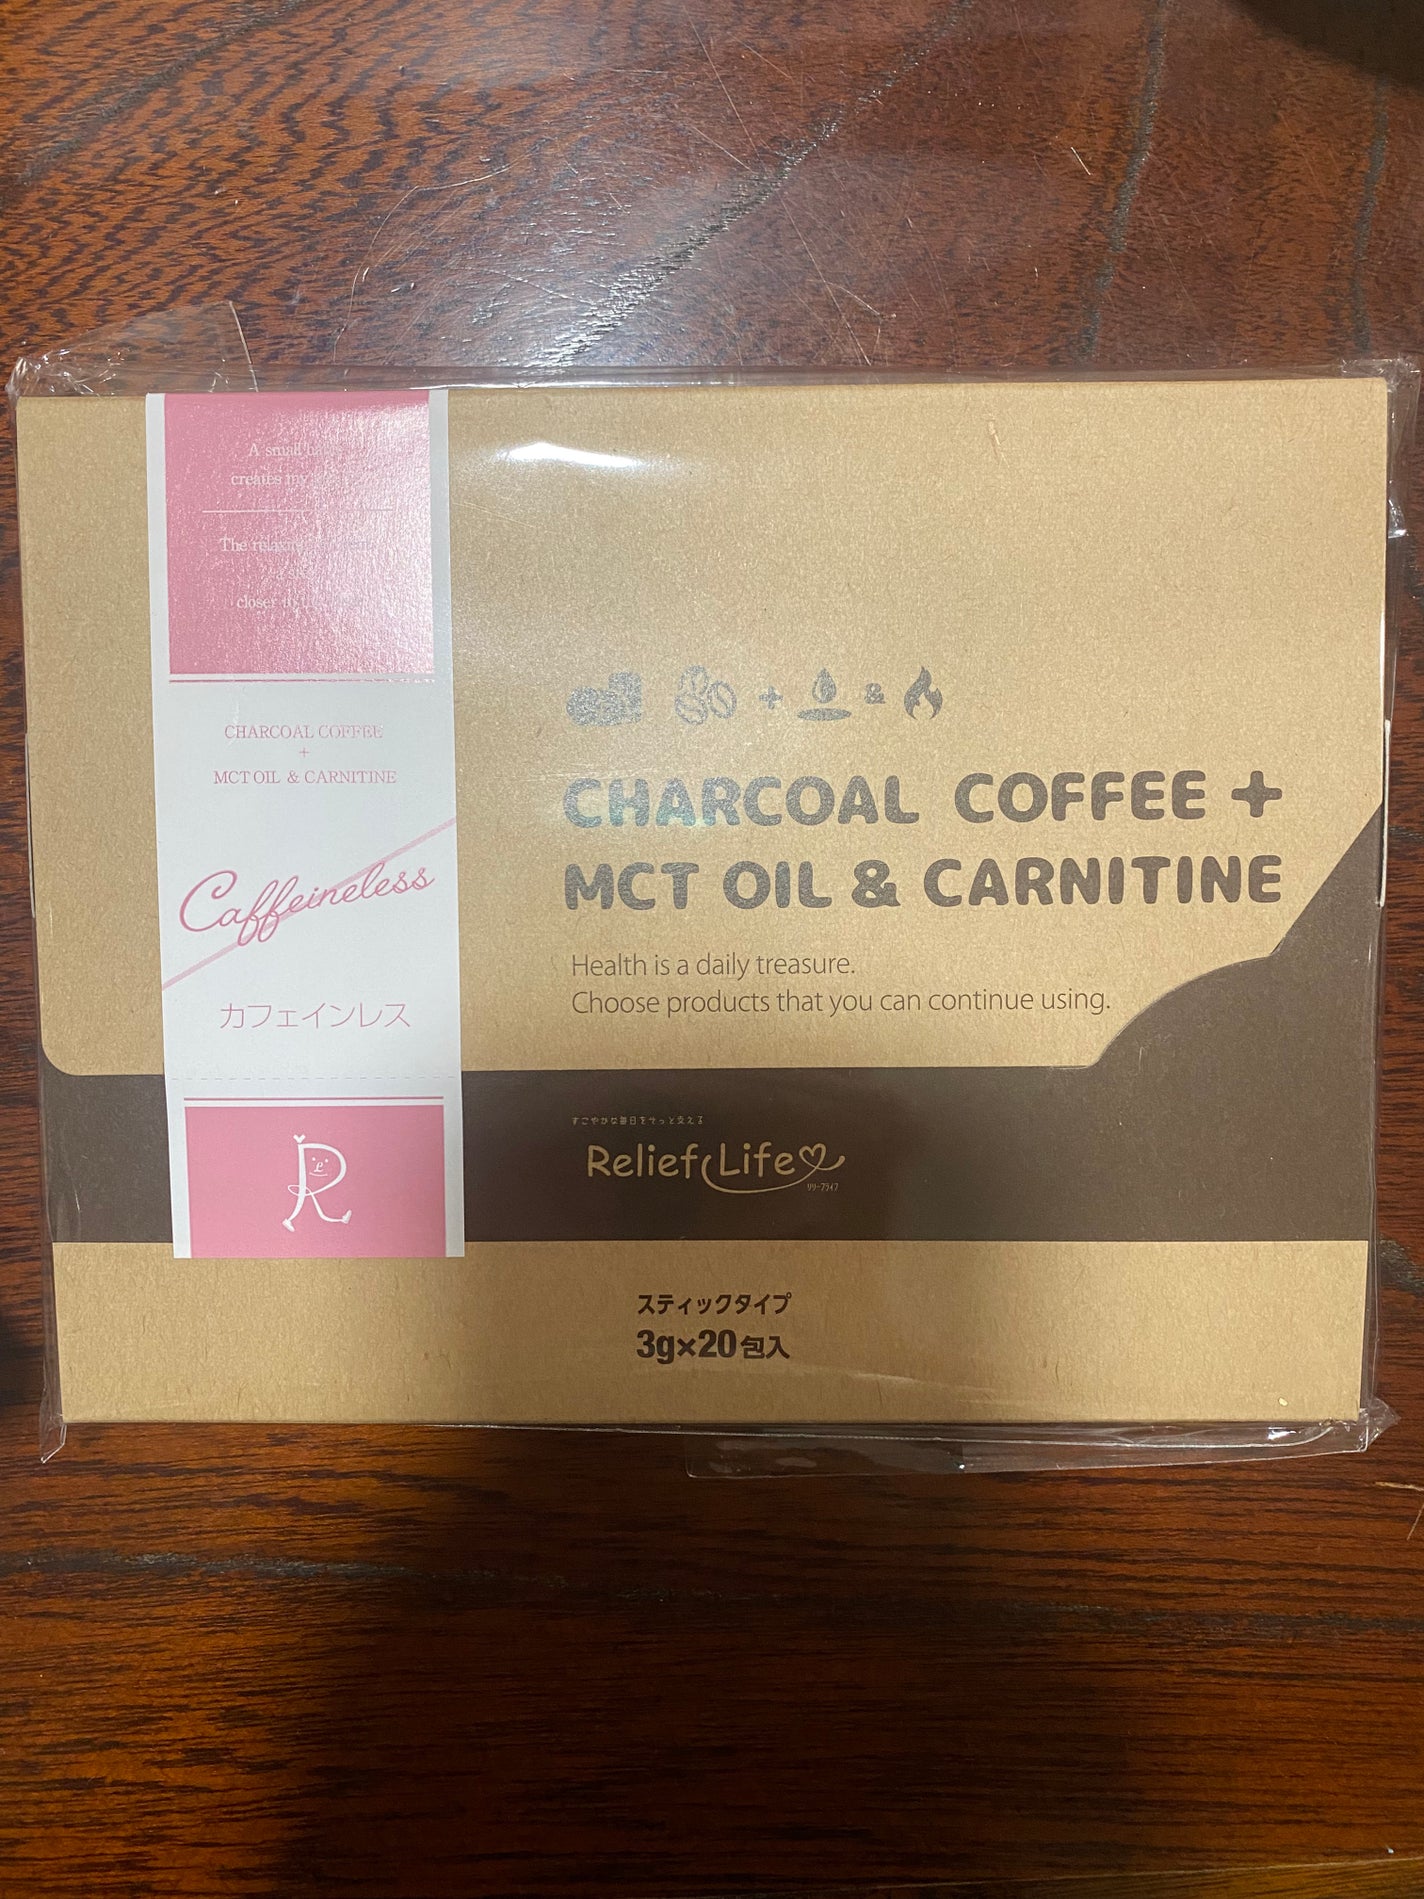 A small
creates my
The relaxing
closer to
CHARCOAL COFFEE
+
MCT OIL & CARNITINE
Caffeineless
カフェインレス
CHARCOAL COFFEE +
MCT OIL & CARNITINE
Health is a daily treasure.
Choose products that you can continue using.
すこやかな毎日をそっと支える
Relief Life
リリーフライフ
スティックタイプ
3g×20包入